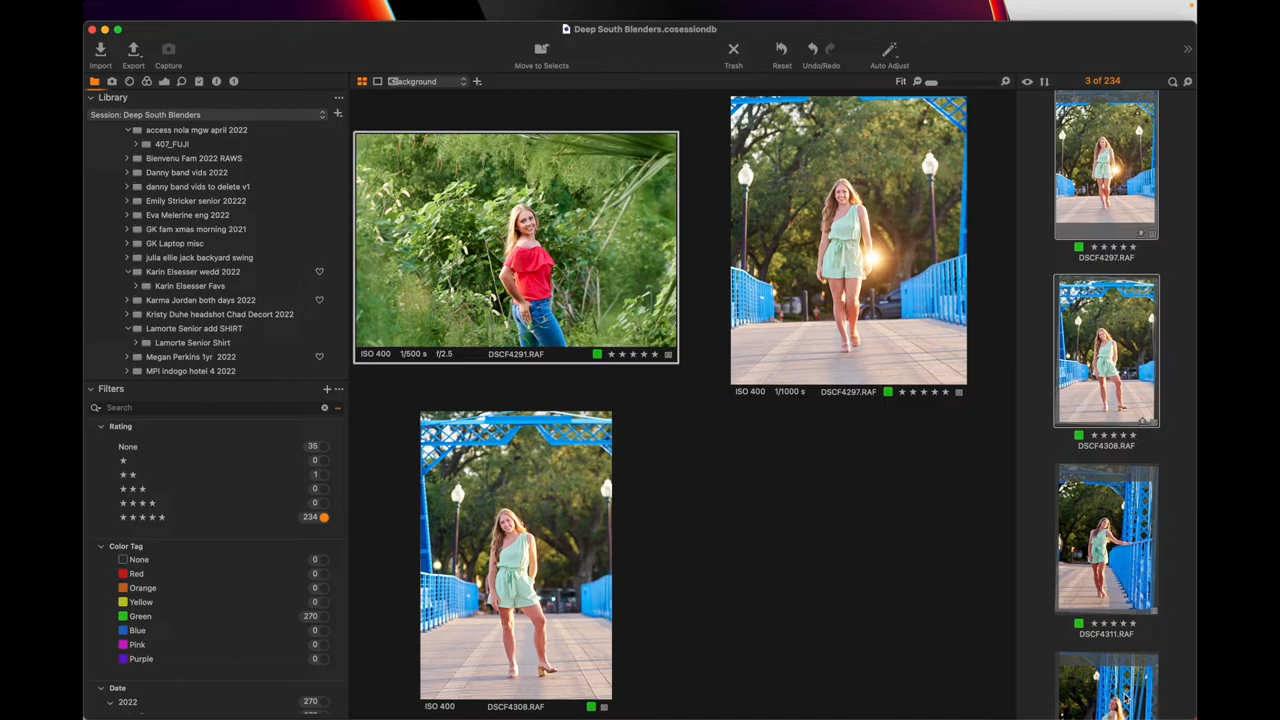 Deep South Blenders.cosessiondb
Import
Export
Capture
Move to Selects
Trash
Reset
Undo/Redo
Auto Adjust
Library
Background
Fit
3 of 234
Session: Deep South Blenders
access nola mgw april 2022
407_FUJI
Bienvenu Fam 2022 RAWS
Danny band vids 2022
danny band vids to delete v1
Emily Stricker senior 20222
Eva Melerine eng 2022
GK fam xmas morning 2021
GK Laptop misc
julia ellie jack backyard swing
Karin Elsesser wedd 2022
Karin Elsesser Favs
Karma Jordan both days 2022
Kristy Duhe headshot Chad Decort 2022
Lamorte Senior add SHIRT
Lamorte Senior Shirt
Megan Perkins 1yr 2022
MPI indogo hotel 4 2022
Filters
Search
Rating
None 35
★ 0
★ ★ 1
★ ★ ★ 0
★ ★ ★ ★ 0
★ ★ ★ ★ ★ 234
Color Tag
None 0
Red 0
Orange 0
Yellow 0
Green 270
Blue 0
Pink 0
Purple 0
Date
2022 270
ISO 400 1/500 s f/2.5 DSCF4291.RAF ★ ★ ★ ★ ★
ISO 400 1/1000 s DSCF4297.RAF ★ ★ ★ ★ ★
ISO 400 DSCF4308.RAF
★ ★ ★ ★ ★
DSCF4297.RAF
★ ★ ★ ★ ★
DSCF4308.RAF
★ ★ ★ ★ ★
DSCF4311.RAF